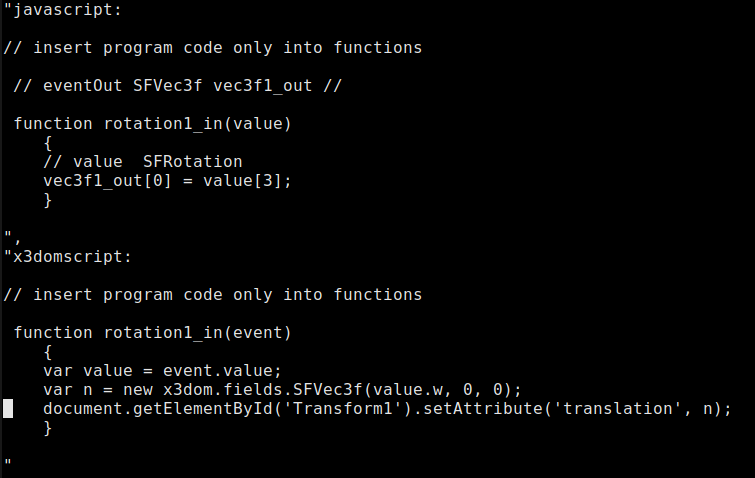 "javascript:
// insert program code only into functions
// eventOut SFVec3f vec3f1_out //
function rotation1_in(value)
{
// value  SFRotation
vec3f1_out[0] = value[3];
}
",
"x3domscript:
// insert program code only into functions
function rotation1_in(event)
{
var value = event.value;
var n = new x3dom.fields.SFVec3f(value.w, 0, 0);
document.getElementById('Transform1').setAttribute('translation', n);
}
"